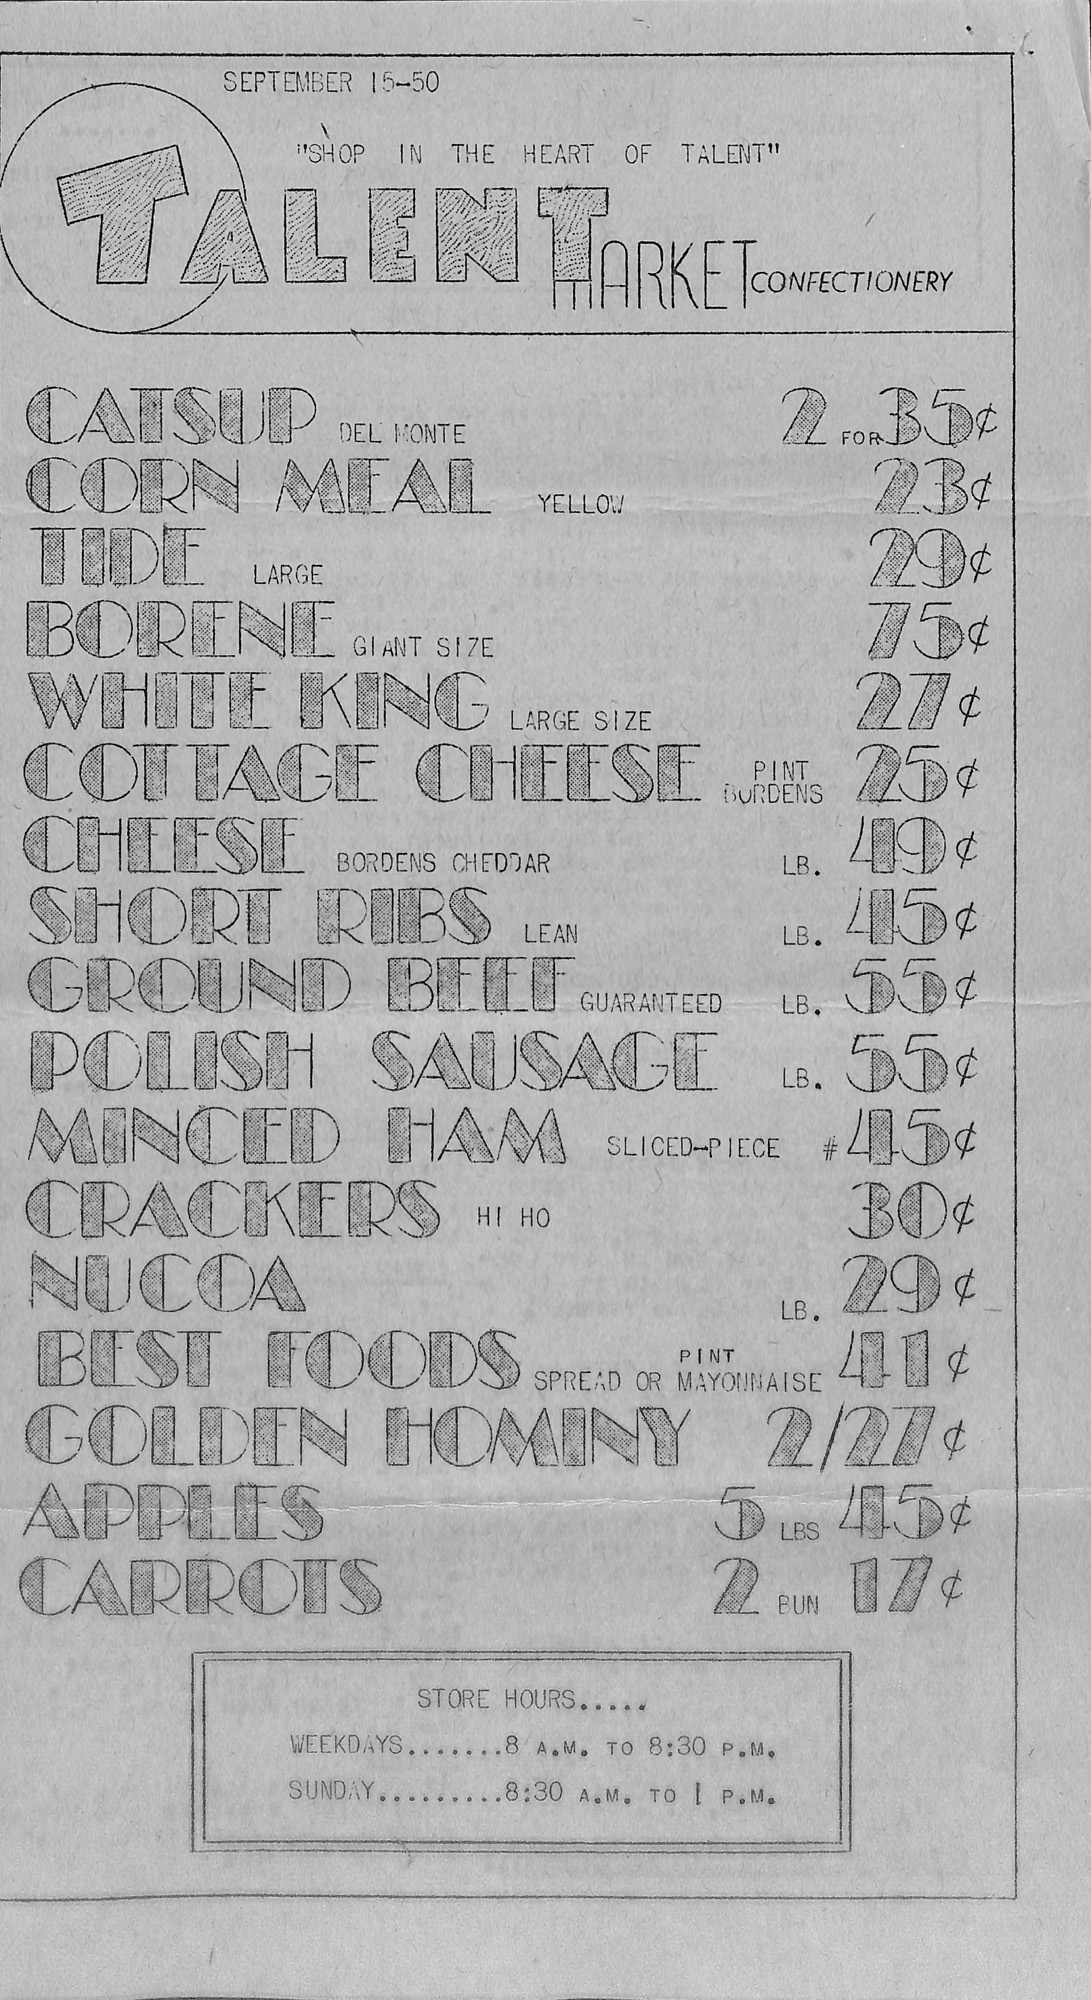 SEPTEMBER 15-50
"SHOP IN THE HEART OF TALENT"
TALENT MARKET CONFECTIONERY
CATSUP DEL MONTE 2 FOR 35¢
CORN MEAL YELLOW 23¢
TIDE LARGE 29¢
BORENE GIANT SIZE 75¢
WHITE KING LARGE SIZE 27¢
COTTAGE CHEESE PINT BORDENS 25¢
CHEESE BORDENS CHEDDAR LB. 49¢
SHORT RIBS LEAN LB. 45¢
GROUND BEEF GUARANTEED LB. 55¢
POLISH SAUSAGE LB. 55¢
MINCED HAM SLICED-PIECE # 45¢
CRACKERS HI HO 30¢
NUCOA LB. 29¢
BEST FOODS PINT SPREAD OR MAYONNAISE 41¢
GOLDEN HOMINY 2/27¢
APPLES 5 LBS 45¢
CARROTS 2 BUN 17¢
STORE HOURS.....
WEEKDAYS.......8 A.M. TO 8:30 P.M.
SUNDAY.........8:30 A.M. TO 1 P.M.